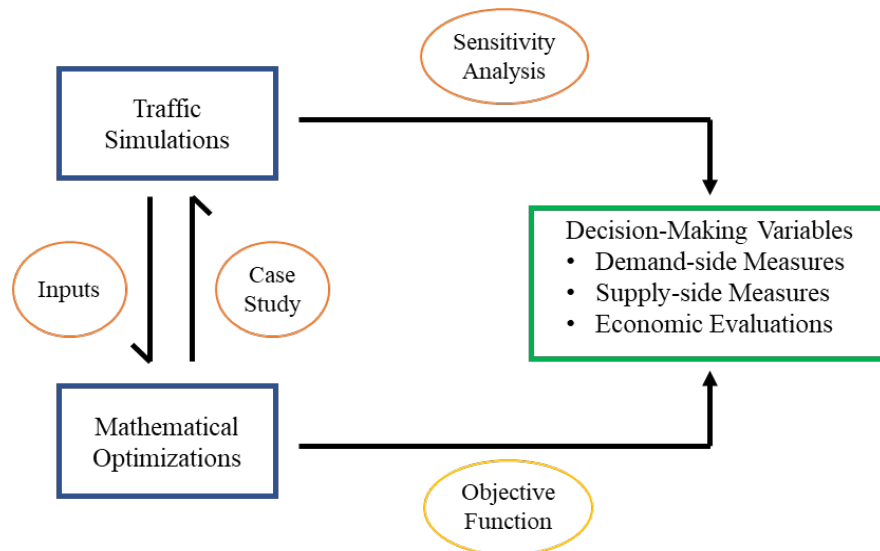 Sensitivity
Analysis
Traffic
Simulations
Decision-Making Variables
• Demand-side Measures
• Supply-side Measures
• Economic Evaluations
Inputs
Case
Study
Mathematical
Optimizations
Objective
Function